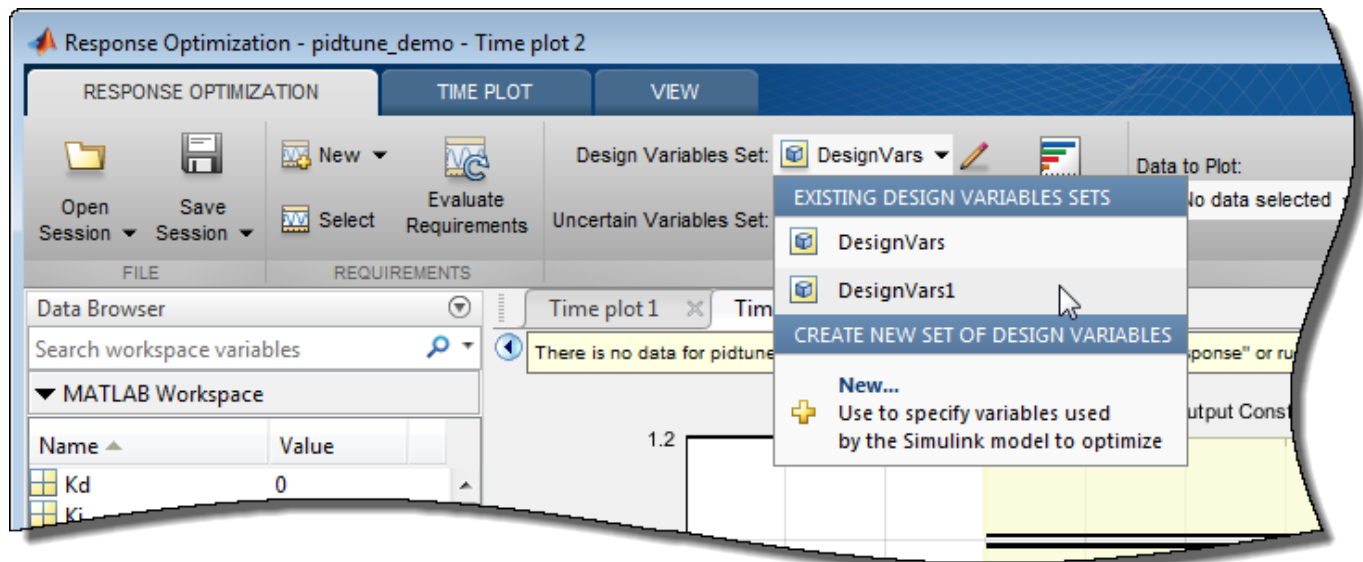 Response Optimization - pidtune_demo - Time plot 2
RESPONSE OPTIMIZATION
TIME PLOT
VIEW
Open Session
Save Session
New
Select
Evaluate Requirements
Design Variables Set:
DesignVars
Uncertain Variables Set:
Data to Plot:
No data selected
FILE
REQUIREMENTS
EXISTING DESIGN VARIABLES SETS
DesignVars
DesignVars1
CREATE NEW SET OF DESIGN VARIABLES
New...
Use to specify variables used
by the Simulink model to optimize
Data Browser
Search workspace variables
MATLAB Workspace
Name
Value
Kd
0
Ki
Time plot 1
Tim
There is no data for pidtune
ponse" or ru
utput Const
1.2